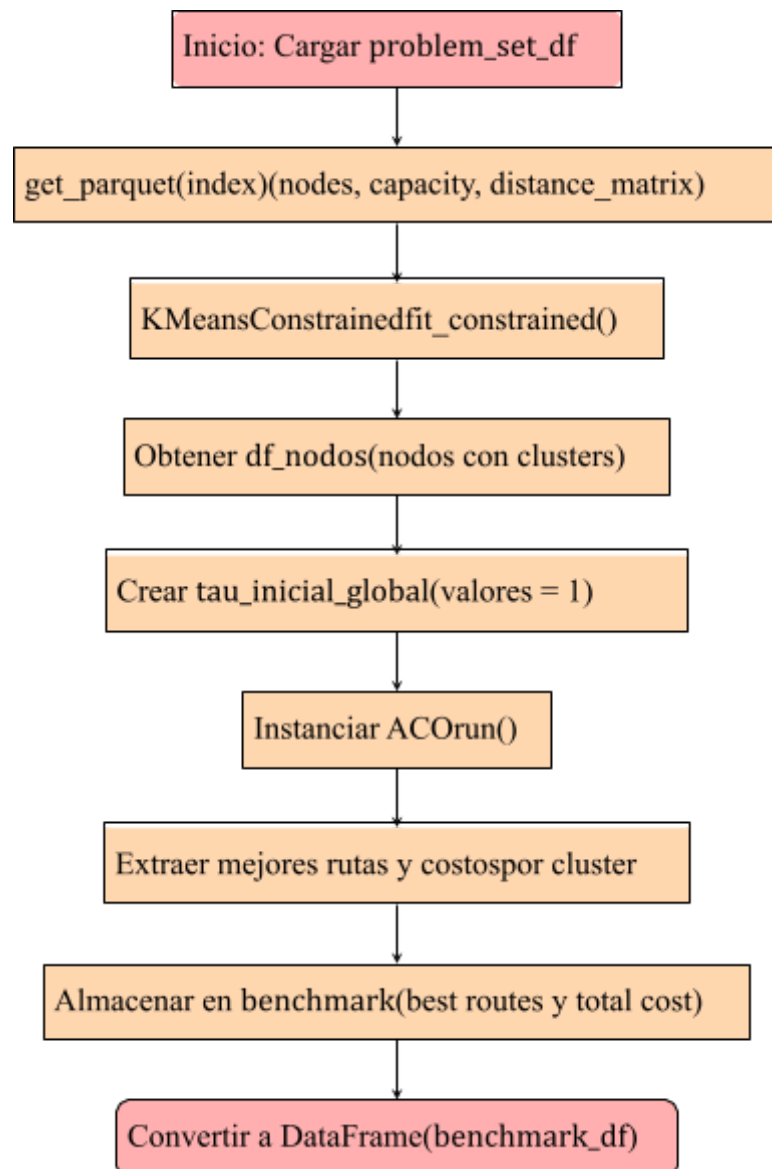 Inicio: Cargar problem_set_df
get_parquet(index)(nodes, capacity, distance_matrix)
KMeansConstrainedfit_constrained()
Obtener df_nodos(nodos con clusters)
Crear tau_inicial_global(valores = 1)
Instanciar ACOrun()
Extraer mejores rutas y costospor cluster
Almacenar en benchmark(best routes y total cost)
Convertir a DataFrame(benchmark_df)